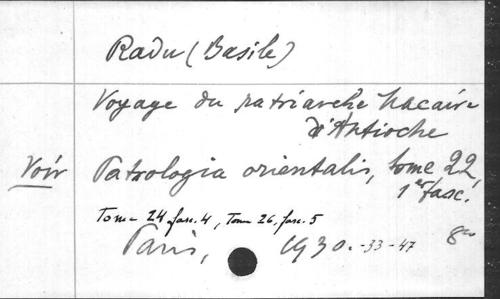 Radu (Basile)
Voyage du patriarche Macaire
d'Antioche
Voir Patrologia orientalis, tome 22,
1er fasc.
Tome 24 fasc. 4, Tome 26, fasc. 5
Paris, 1930. -33-47 8°